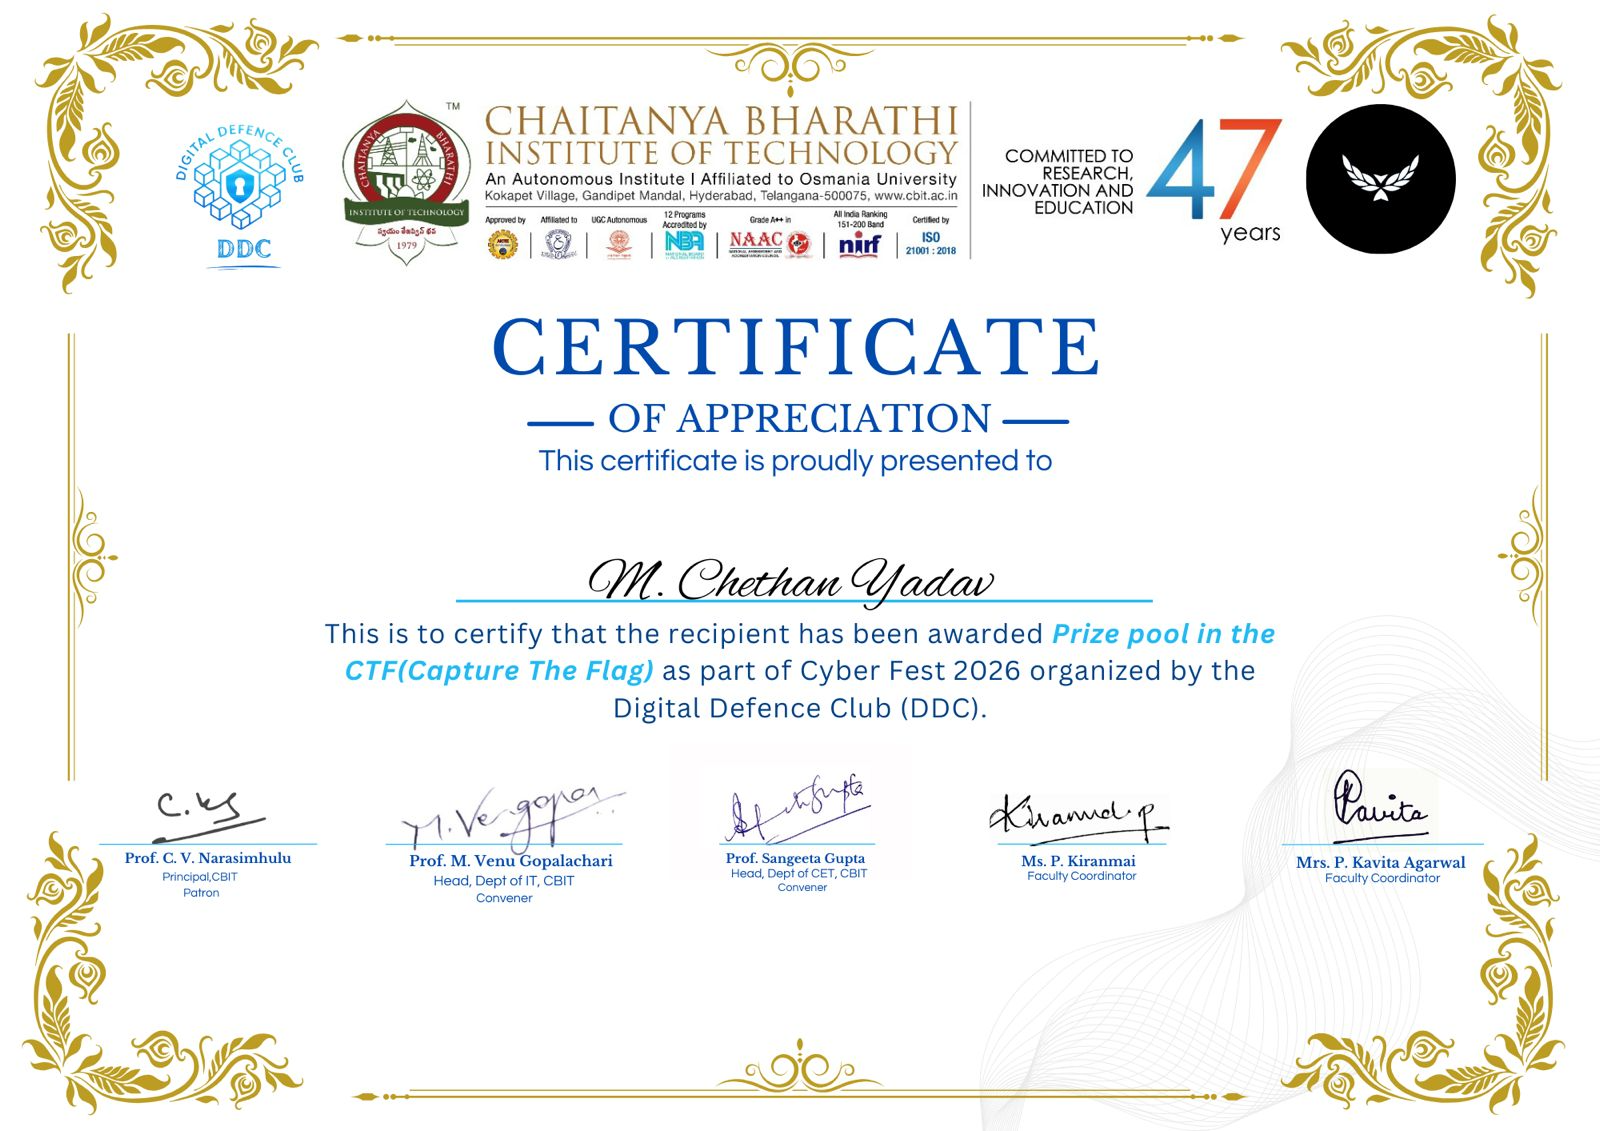 DIGITAL DEFENCE CLUB
DDC
TM
CHAITANYA BHARATHI
INSTITUTE OF TECHNOLOGY
స్వయం తేజస్విన్ భవ
1979
CHAITANYA BHARATHI
INSTITUTE OF TECHNOLOGY
An Autonomous Institute | Affiliated to Osmania University
Kokapet Village, Gandipet Mandal, Hyderabad, Telangana-500075, www.cbit.ac.in
Approved by
Affiliated to
UGC Autonomous
12 Programs
Accredited by
NBA
Grade A++ in
NAAC
All India Ranking
151-200 Band
nirf
Certified by
ISO
21001 : 2018
COMMITTED TO
RESEARCH,
INNOVATION AND
EDUCATION
47
years
CERTIFICATE
OF APPRECIATION
This certificate is proudly presented to
M. Chethan Yadav
This is to certify that the recipient has been awarded Prize pool in the
CTF(Capture The Flag) as part of Cyber Fest 2026 organized by the
Digital Defence Club (DDC).
M. Venugopal
Kiranmai. P
Pavita
Prof. C. V. Narasimhulu
Principal,CBIT
Patron
Prof. M. Venu Gopalachari
Head, Dept of IT, CBIT
Convener
Prof. Sangeeta Gupta
Head, Dept of CET, CBIT
Convener
Ms. P. Kiranmai
Faculty Coordinator
Mrs. P. Kavita Agarwal
Faculty Coordinator